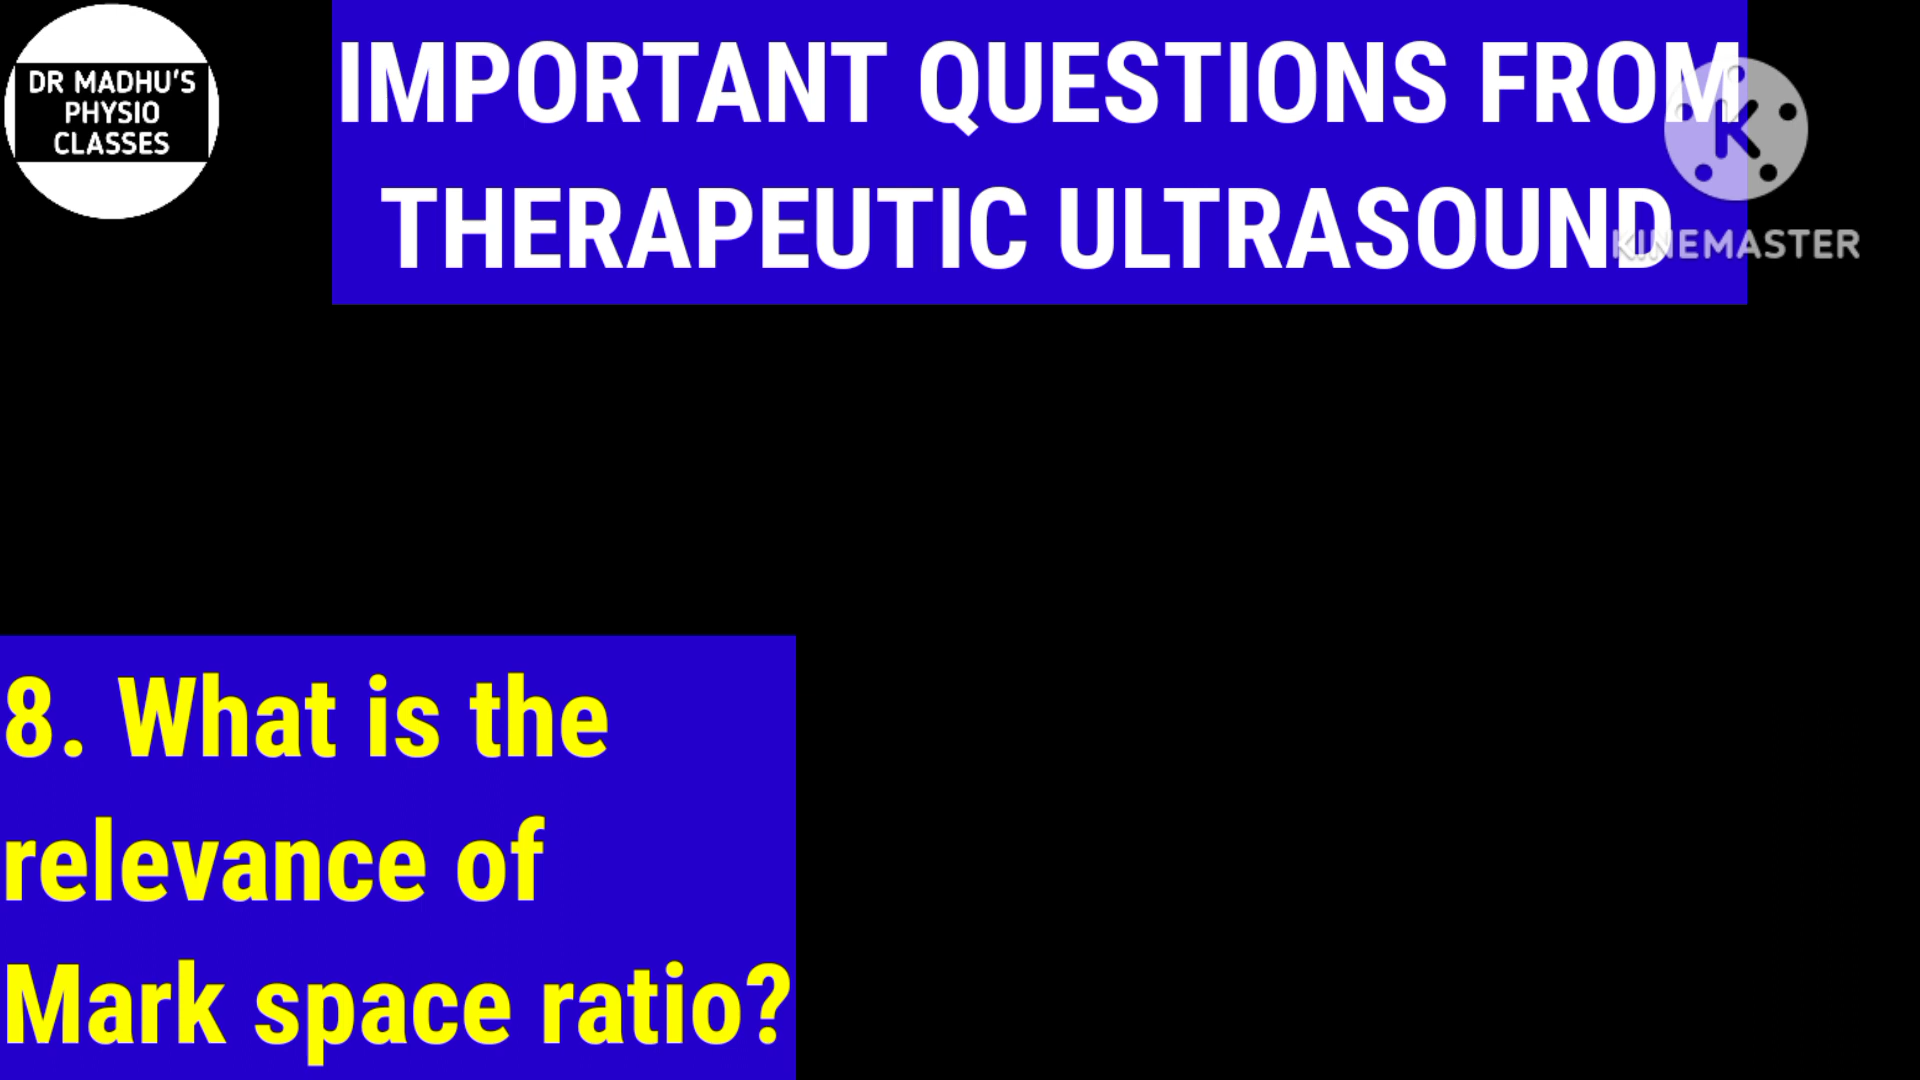 DR MADHU'S
PHYSIO
CLASSES
IMPORTANT QUESTIONS FROM
THERAPEUTIC ULTRASOUND
K
KINEMASTER
8. What is the
relevance of
Mark space ratio?